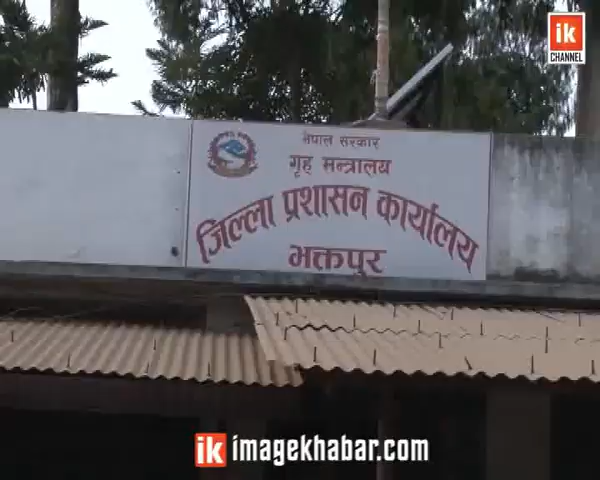 ik
CHANNEL
नेपाल सरकार
गृह मन्त्रालय
जिल्ला प्रशासन कार्यालय
भक्तपुर
ik imagekhabar.com